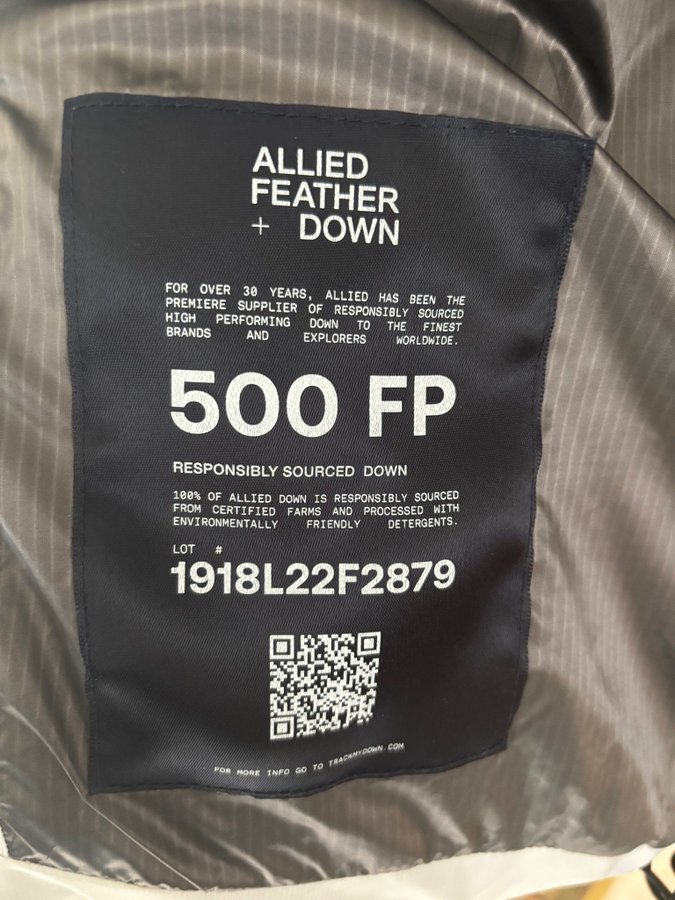 ALLIED
FEATHER
+ DOWN
FOR OVER 30 YEARS, ALLIED HAS BEEN THE
PREMIERE SUPPLIER OF RESPONSIBLY SOURCED
HIGH PERFORMING DOWN TO THE FINEST
BRANDS AND EXPLORERS WORLDWIDE.
500 FP
RESPONSIBLY SOURCED DOWN
100% OF ALLIED DOWN IS RESPONSIBLY SOURCED
FROM CERTIFIED FARMS AND PROCESSED WITH
ENVIRONMENTALLY FRIENDLY DETERGENTS.
LOT #
1918L22F2879
FOR MORE INFO GO TO TRACKMYDOWN.COM